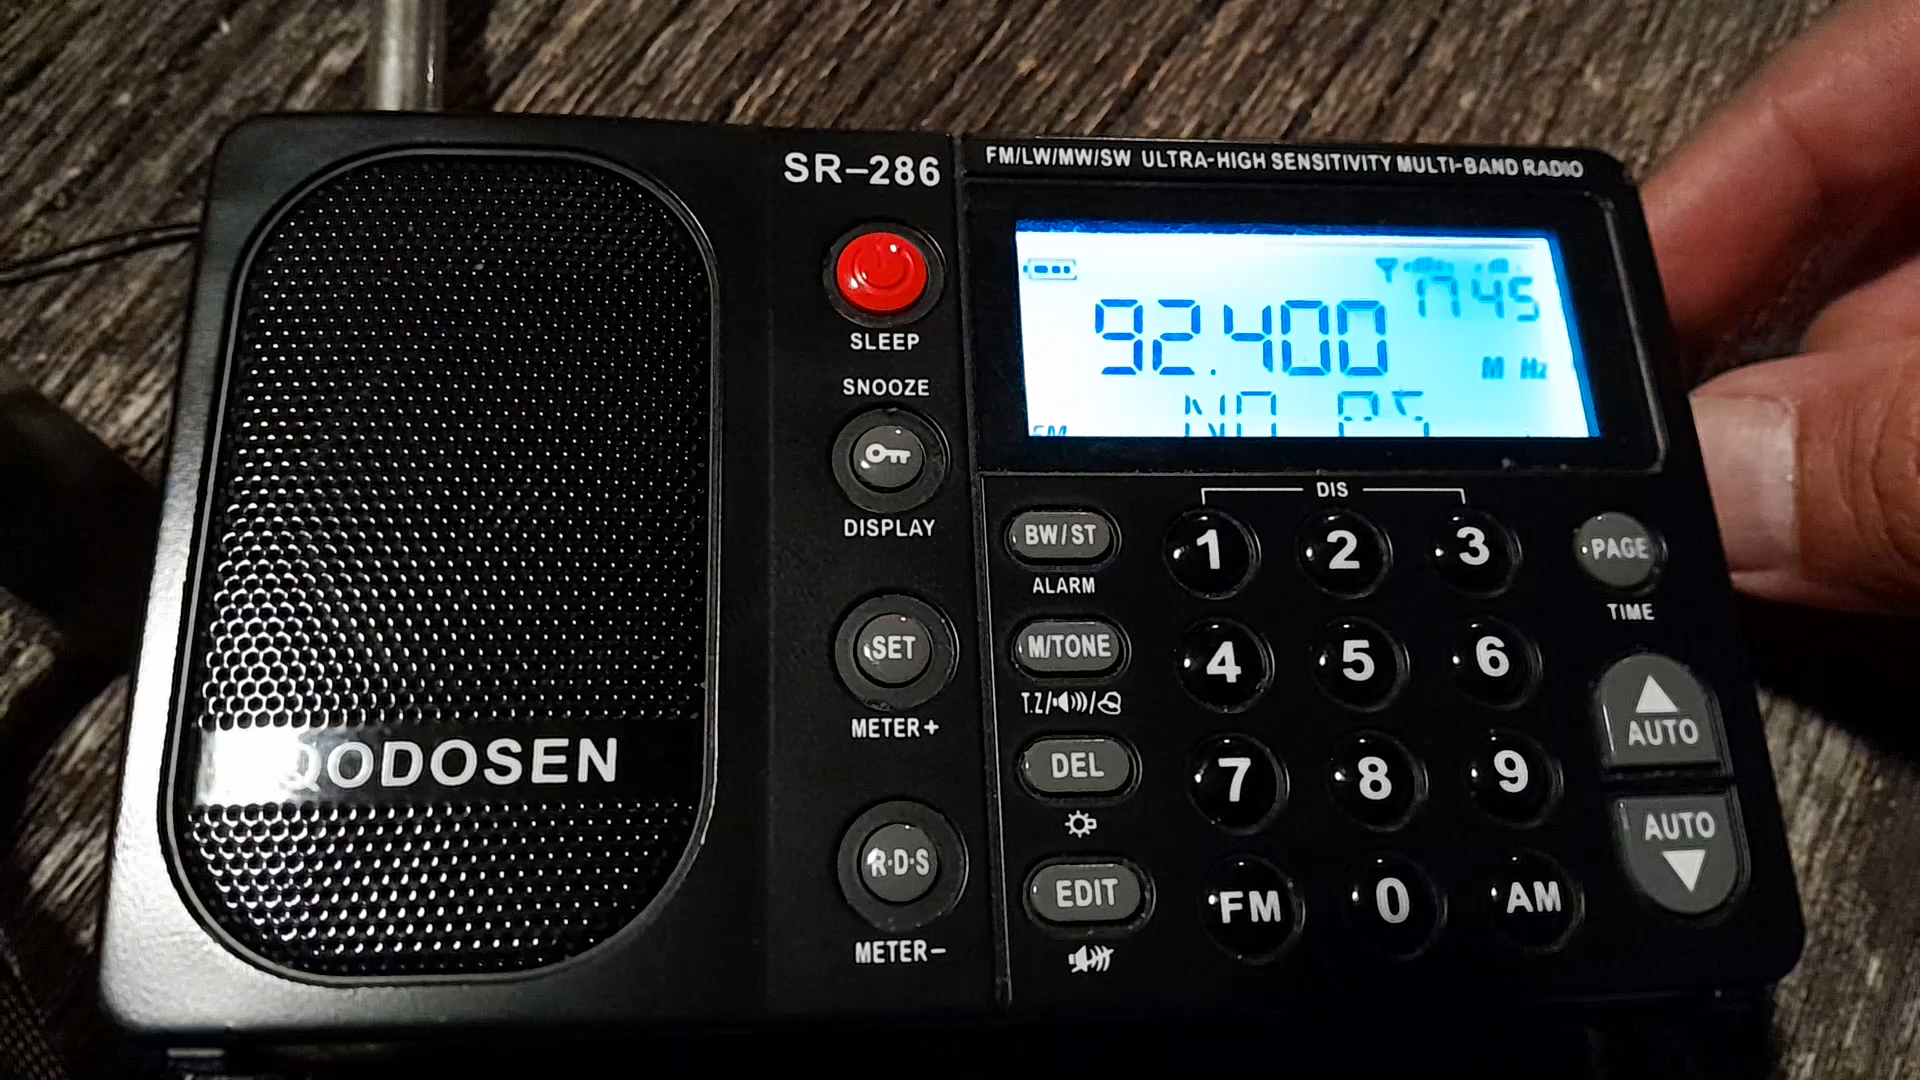 SR-286
FM/LW/MW/SW ULTRA-HIGH SENSITIVITY MULTI-BAND RADIO
17 45
92.400
M Hz
NO PS
FM
SLEEP
SNOOZE
DISPLAY
SET
METER+
R·D·S
METER-
QODOSEN
DIS
BW/ST
ALARM
1 2 3
PAGE
TIME
M/TONE
T.Z/
4 5 6
AUTO
DEL
7 8 9
AUTO
EDIT
FM 0 AM